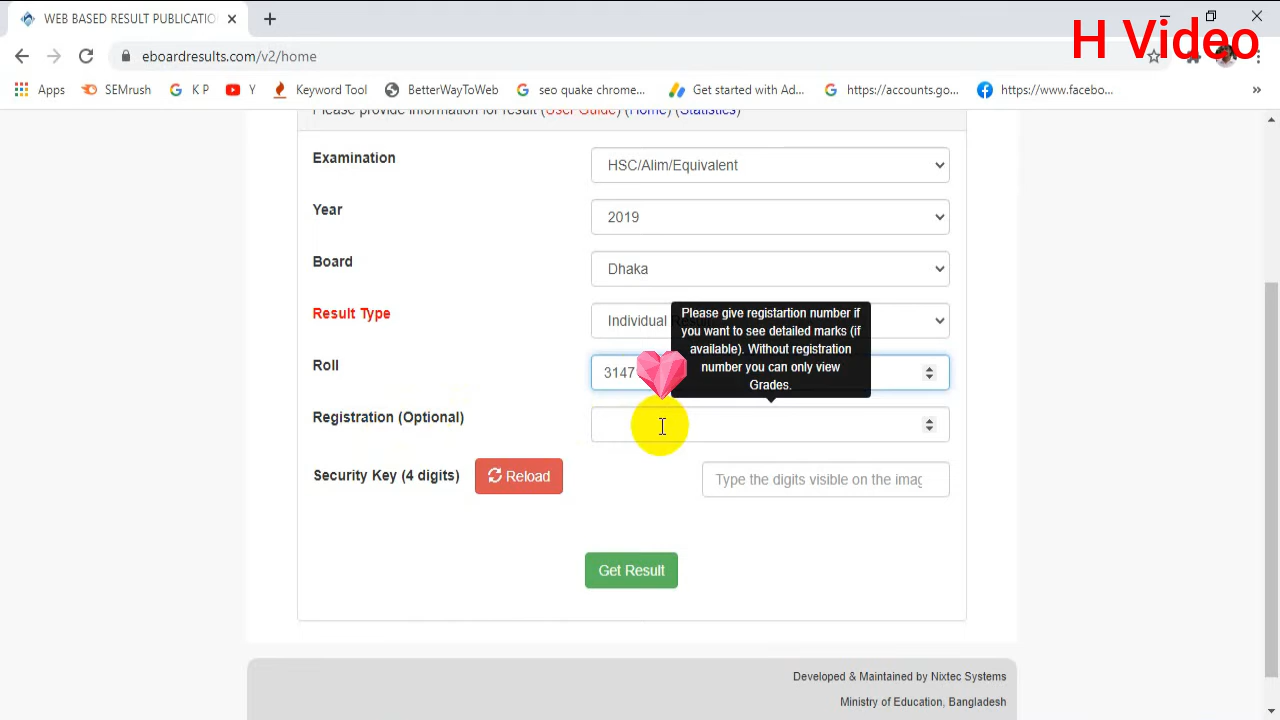 WEB BASED RESULT PUBLICATIO
H Video
eboardresults.com/v2/home
Apps SEMrush K P Y Keyword Tool BetterWayToWeb seo quake chrome... Get started with Ad... https://accounts.go... https://www.facebo... »
Please provide information for result (User Guide) (Home) (Statistics)
Examination HSC/Alim/Equivalent
Year 2019
Board Dhaka
Result Type Individual
Please give registartion number if
you want to see detailed marks (if
available). Without registration
number you can only view
Grades.
Roll 3147
Registration (Optional)
Security Key (4 digits) Reload Type the digits visible on the imag
Get Result
Developed & Maintained by Nixtec Systems
Ministry of Education, Bangladesh